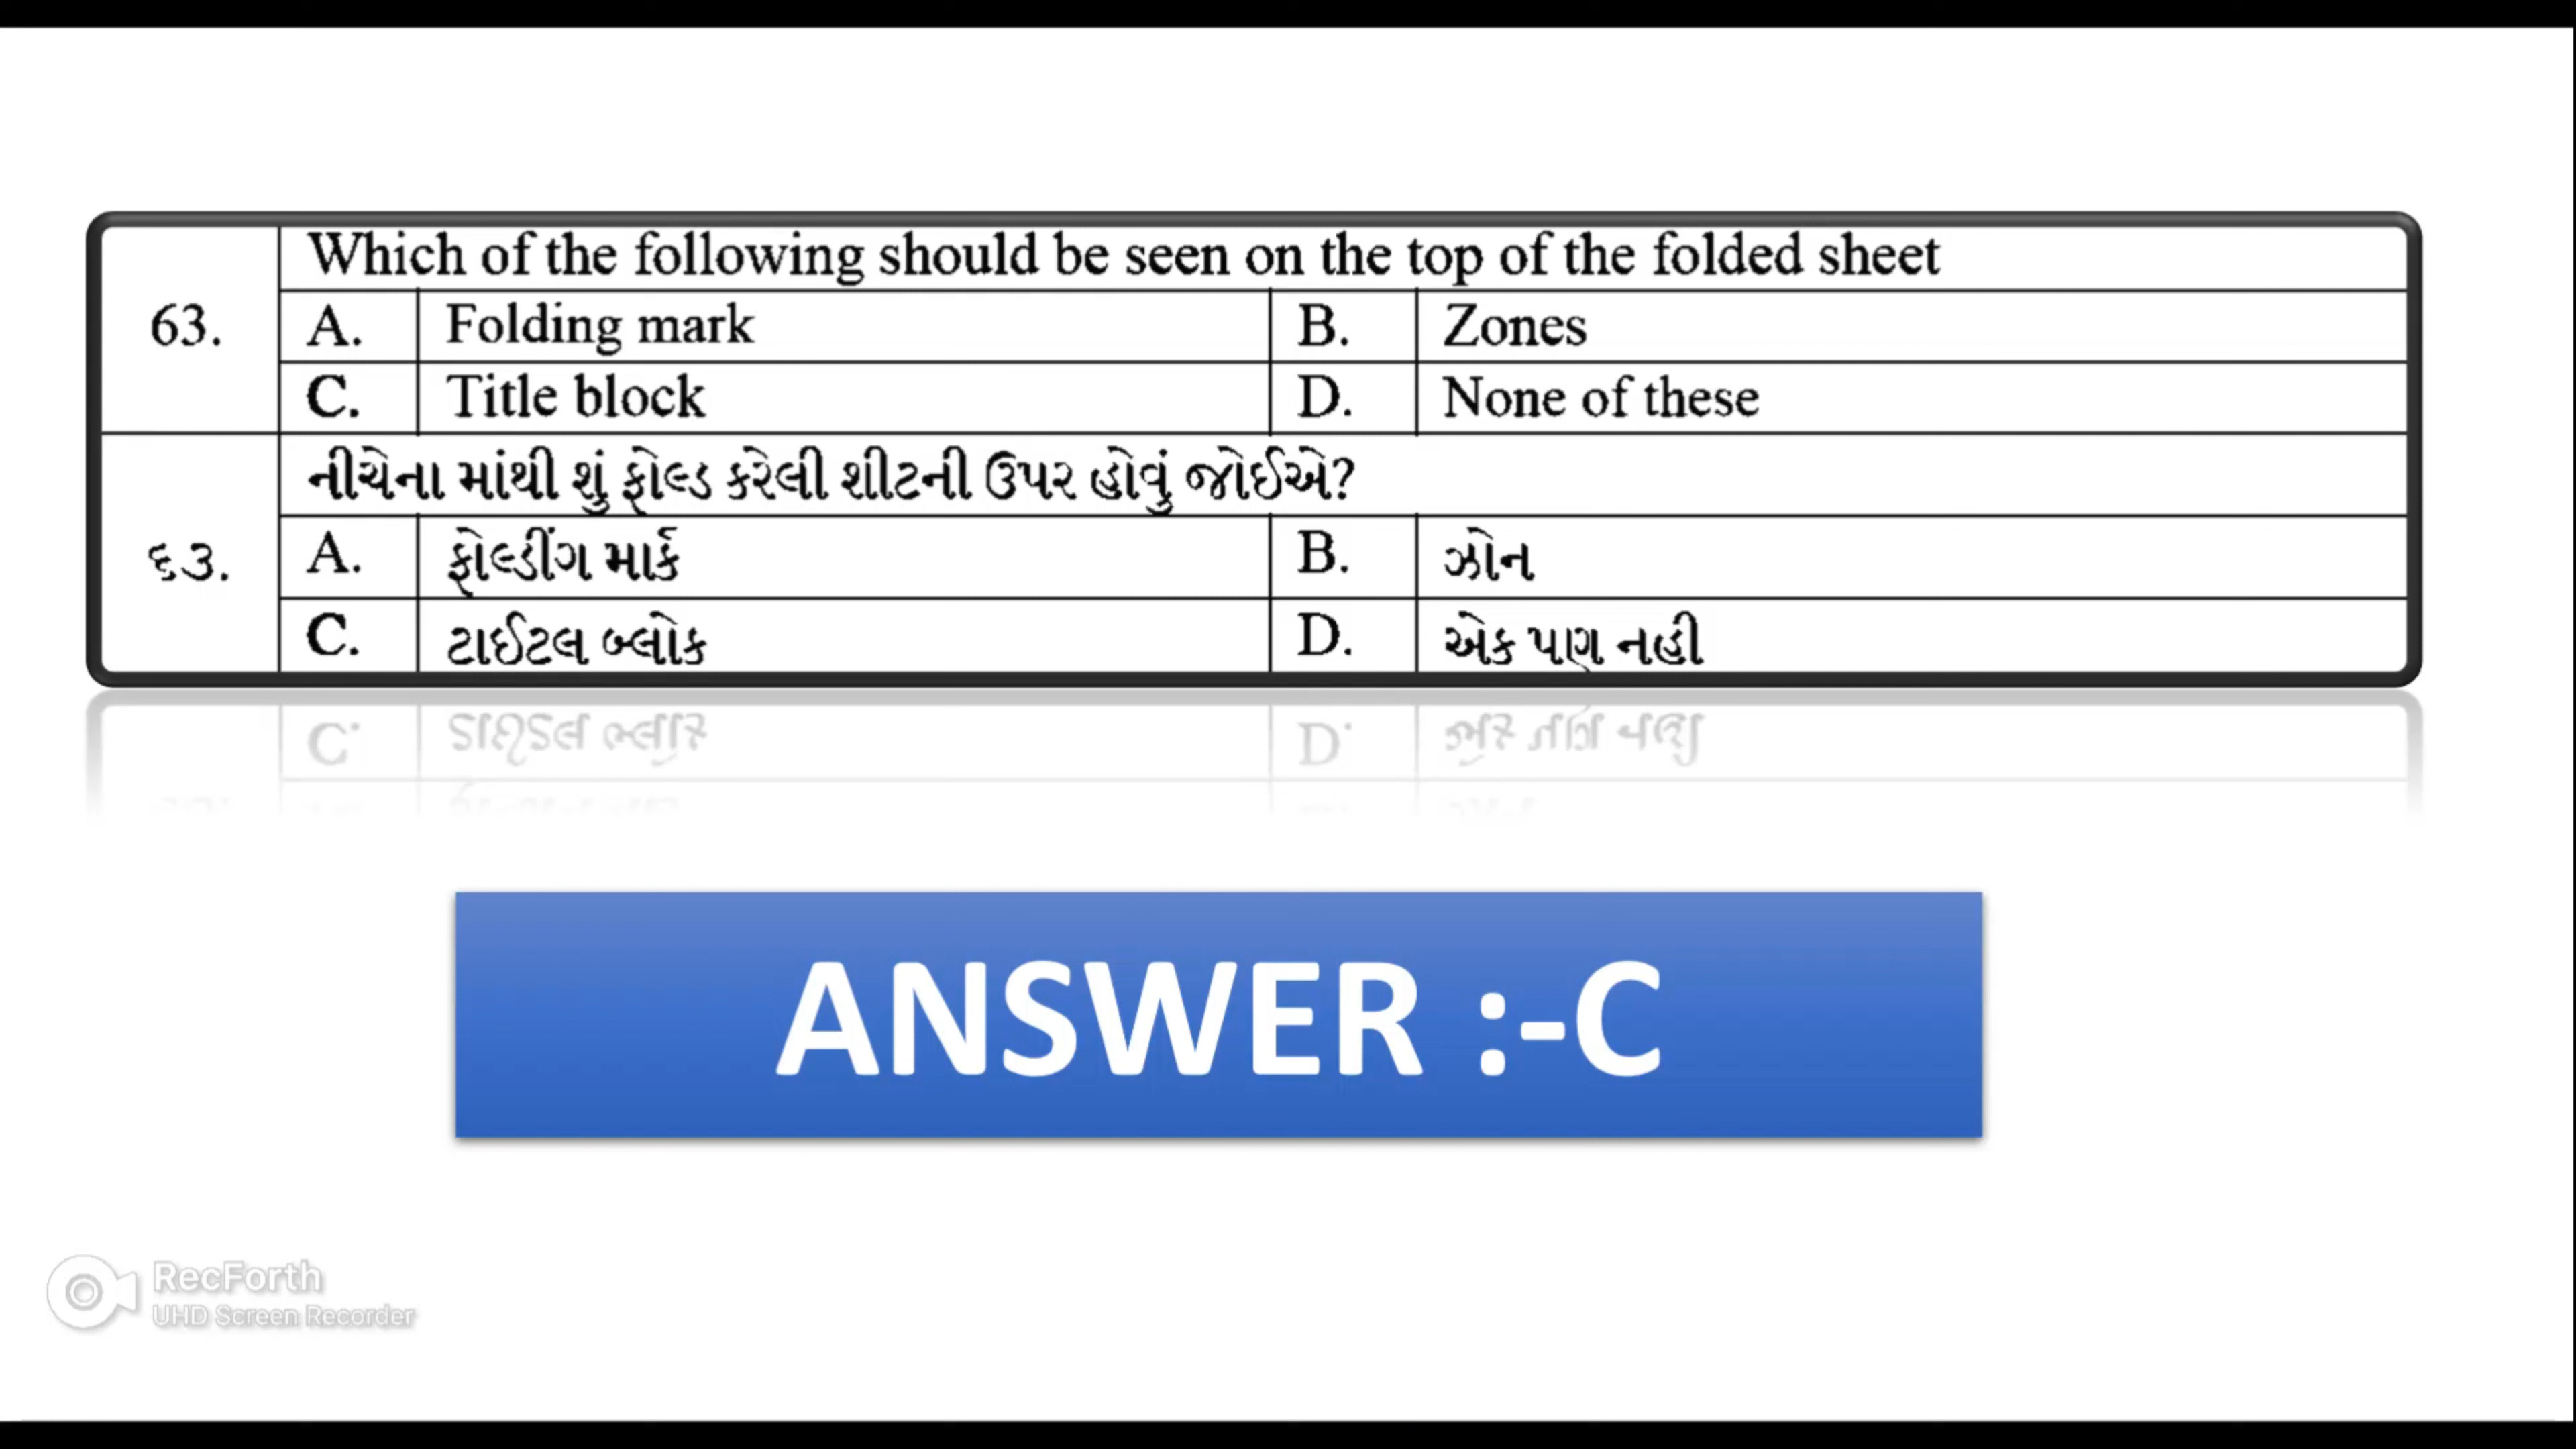 Which of the following should be seen on the top of the folded sheet
63. A. Folding mark B. Zones
C. Title block D. None of these
નીચેના માંથી શું ફોલ્ડ કરેલી શીટની ઉપર હોવું જોઈએ?
૬૩. A. ફોલ્ડીંગ માર્ક B. ઝોન
C. ટાઈટલ બ્લોક D. એક પણ નહી
ANSWER :-C
RecForth
UHD Screen Recorder